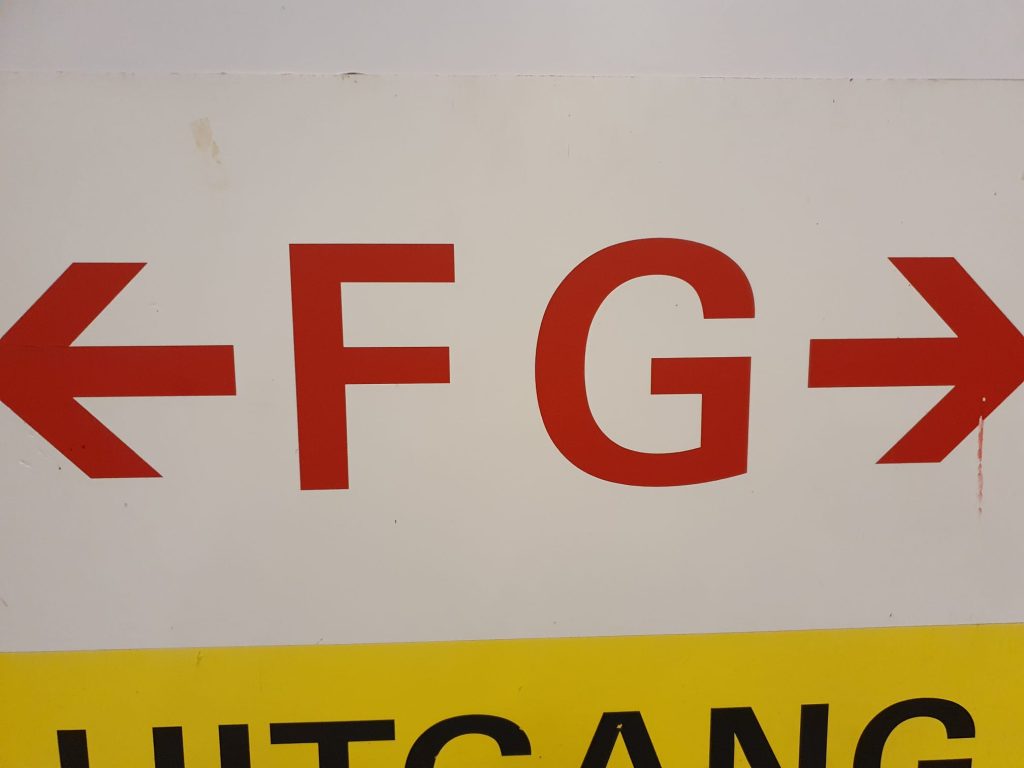 ← F G →
UITGANG